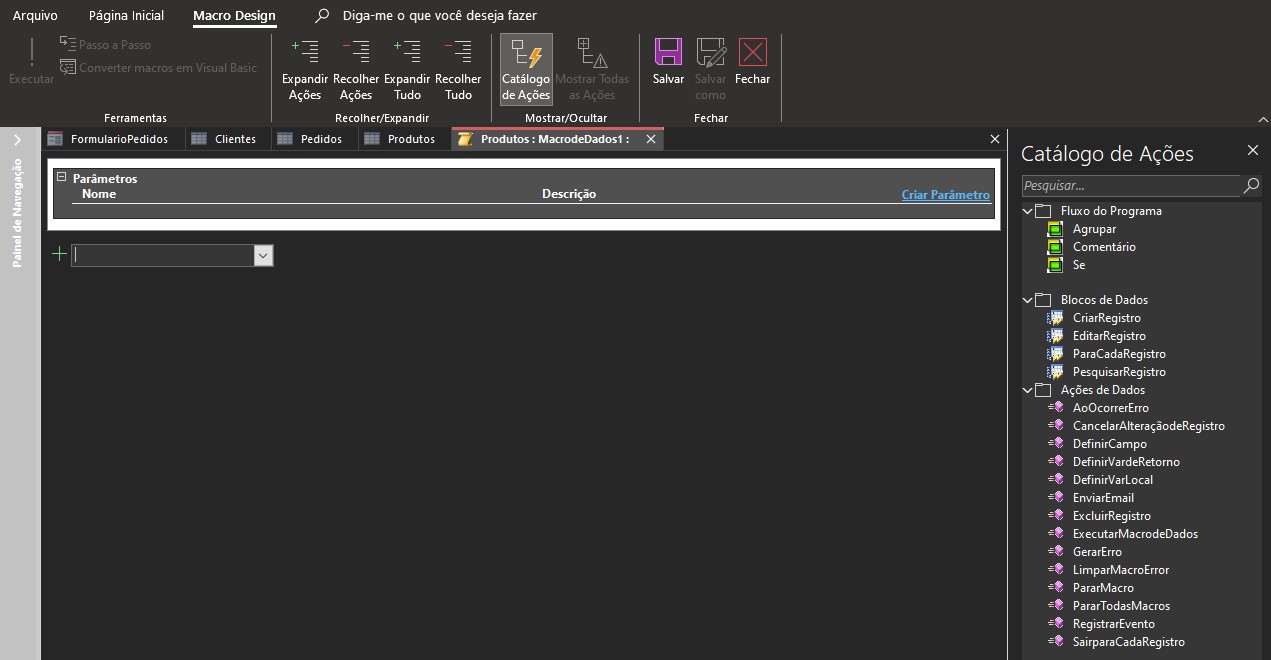 Arquivo Página Inicial Macro Design Diga-me o que você deseja fazer
Executar
Passo a Passo
Converter macros em Visual Basic
Ferramentas
Expandir Ações
Recolher Ações
Expandir Tudo
Recolher Tudo
Recolher/Expandir
Catálogo de Ações
Mostrar Todas as Ações
Mostrar/Ocultar
Salvar
Salvar como
Fechar
Fechar
Painel de Navegação
FormularioPedidos Clientes Pedidos Produtos Produtos : MacrodeDados1 :
Parâmetros
Nome Descrição Criar Parâmetro
Catálogo de Ações
Pesquisar...
Fluxo do Programa
Agrupar
Comentário
Se
Blocos de Dados
CriarRegistro
EditarRegistro
ParaCadaRegistro
PesquisarRegistro
Ações de Dados
AoOcorrerErro
CancelarAlteraçãodeRegistro
DefinirCampo
DefinirVardeRetorno
DefinirVarLocal
EnviarEmail
ExcluirRegistro
ExecutarMacrodeDados
GerarErro
LimparMacroError
PararMacro
PararTodasMacros
RegistrarEvento
SairparaCadaRegistro